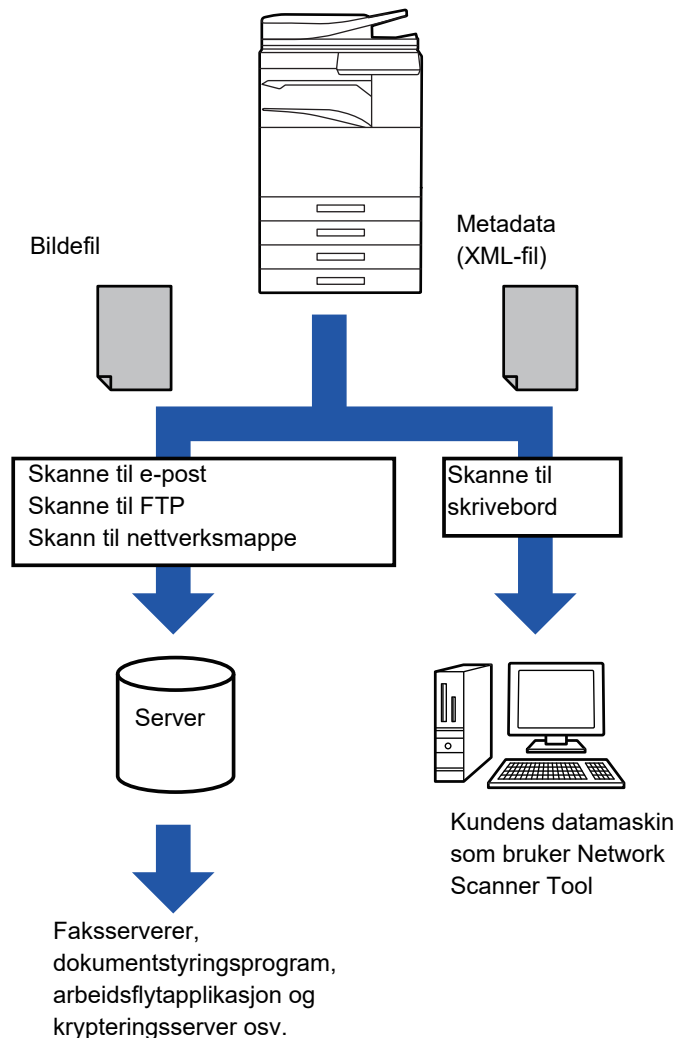 Bildefil
Metadata
(XML-fil)
Skanne til e-post
Skanne til FTP
Skann til nettverksmappe
Skanne til
skrivebord
Server
Kundens datamaskin
som bruker Network
Scanner Tool
Faksserverer,
dokumentstyringsprogram,
arbeidsflytapplikasjon og
krypteringsserver osv.